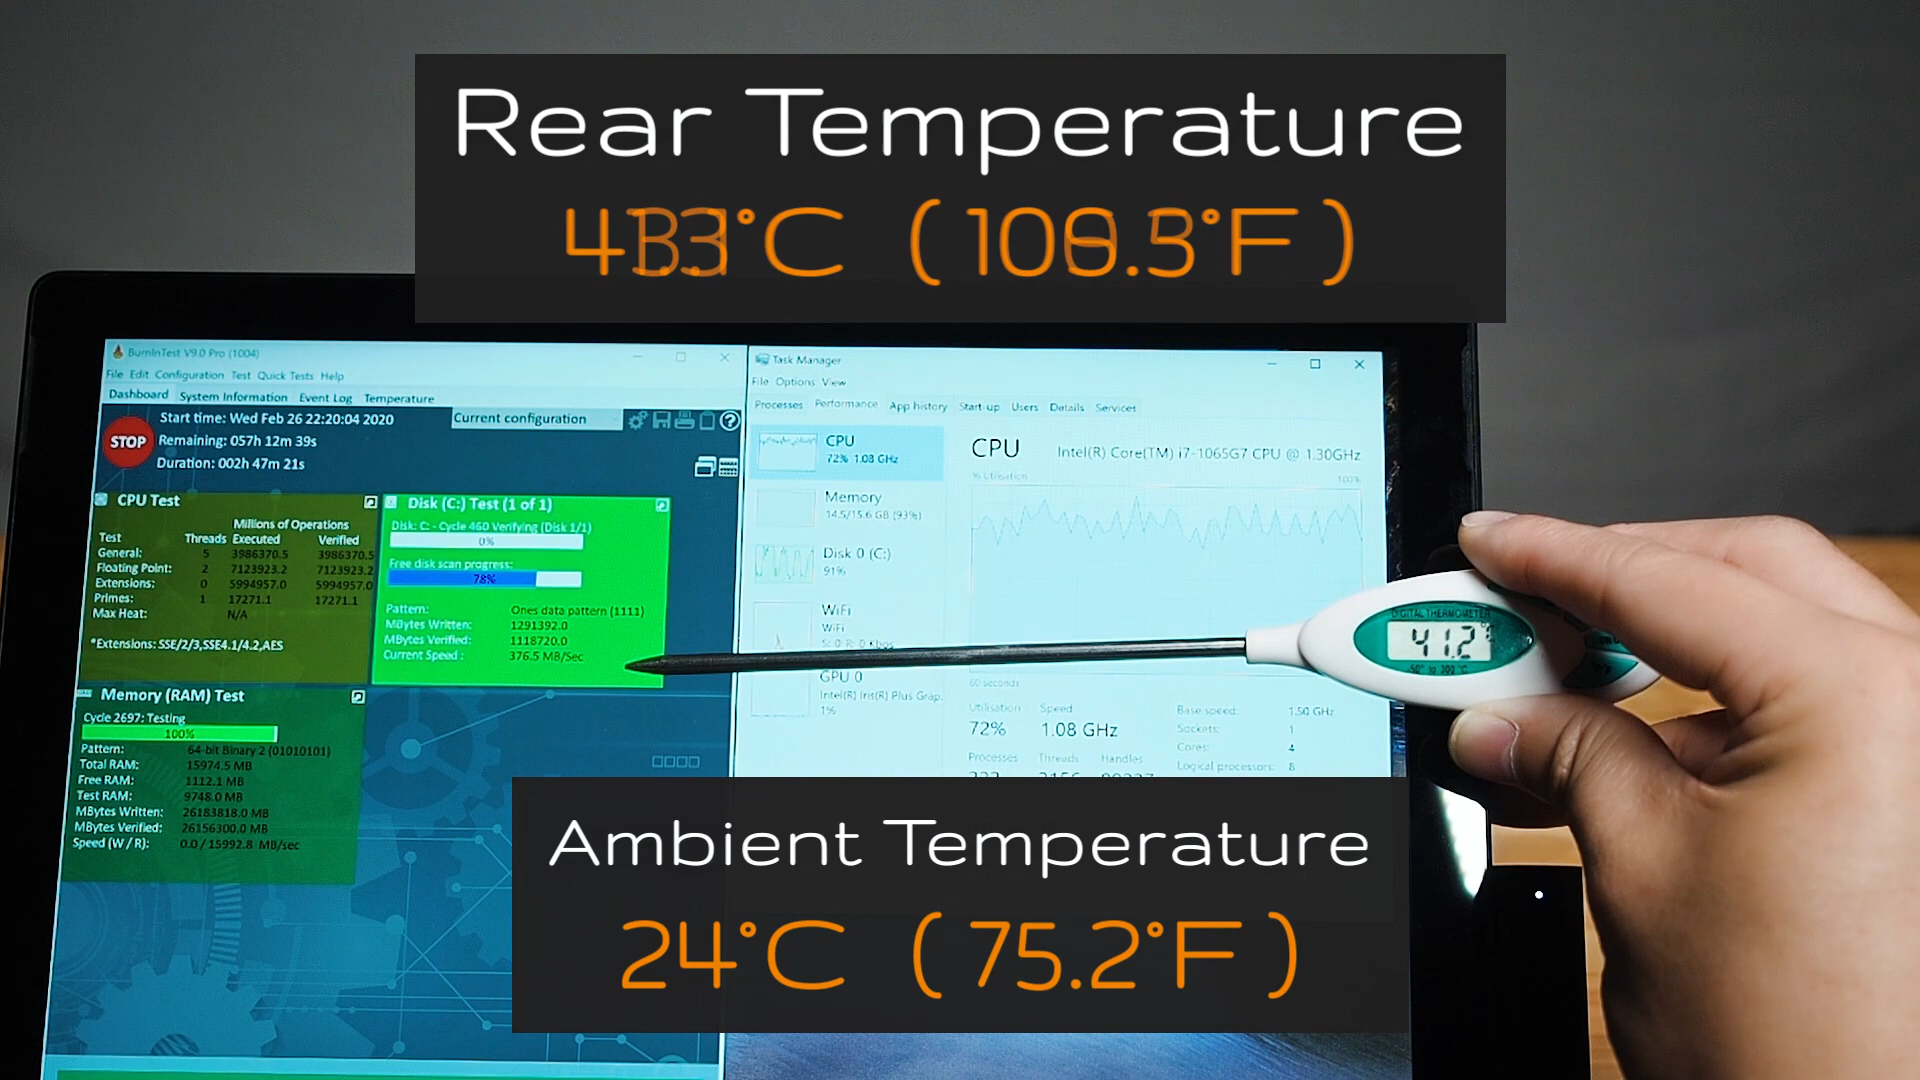 Rear Temperature
Ambient Temperature
24°C (75.2°F)
BurnInTest V9.0 Pro (1004)
File Edit Configuration Test Quick Tests Help
Dashboard System Information Event Log Temperature
Start time: Wed Feb 26 22:20:04 2020
Current configuration
STOP
Remaining: 057h 12m 39s
Duration: 002h 47m 21s
CPU Test
Millions of Operations
Test Threads Executed Verified
General: 5 3986370.5 3986370.5
Floating Point: 2 7123923.2 7123923.2
Extensions: 0 5994957.0 5994957.0
Primes: 1 17271.1 17271.1
Max Heat: N/A
*Extensions: SSE/2/3,SSE4.1/4.2,AES
Disk (C:) Test (1 of 1)
Disk: C: - Cycle 460 Verifying (Disk 1/1)
0%
Free disk scan progress:
78%
Pattern: Ones data pattern (1111)
MBytes Written: 1291392.0
MBytes Verified: 1118720.0
Current Speed : 376.5 MB/Sec
Memory (RAM) Test
Cycle 2697: Testing
100%
Pattern: 64-bit Binary 2 (01010101)
Total RAM: 15974.5 MB
Free RAM: 1112.1 MB
Test RAM: 9748.0 MB
MBytes Written: 26183818.0 MB
MBytes Verified: 26156300.0 MB
Speed (W / R): 0.0 / 15992.8 MB/sec
Task Manager
File Options View
Processes Performance App history Start-up Users Details Services
CPU
72% 1.08 GHz
Memory
14.5/15.6 GB (93%)
Disk 0 (C:)
91%
WiFi
WiFi
S: 0 R: 0 Kbps
GPU 0
Intel(R) Iris(R) Plus Grap.
1%
CPU Intel(R) Core(TM) i7-1065G7 CPU @ 1.30GHz
% Utilisation 100%
60 seconds
Utilisation Speed
72% 1.08 GHz
Processes Threads Handles
Base speed: 1.50 GHz
Sockets: 1
Cores: 4
Logical processors: 8
DIGITAL THERMOMETER
41.2°
-50° to 300 °C